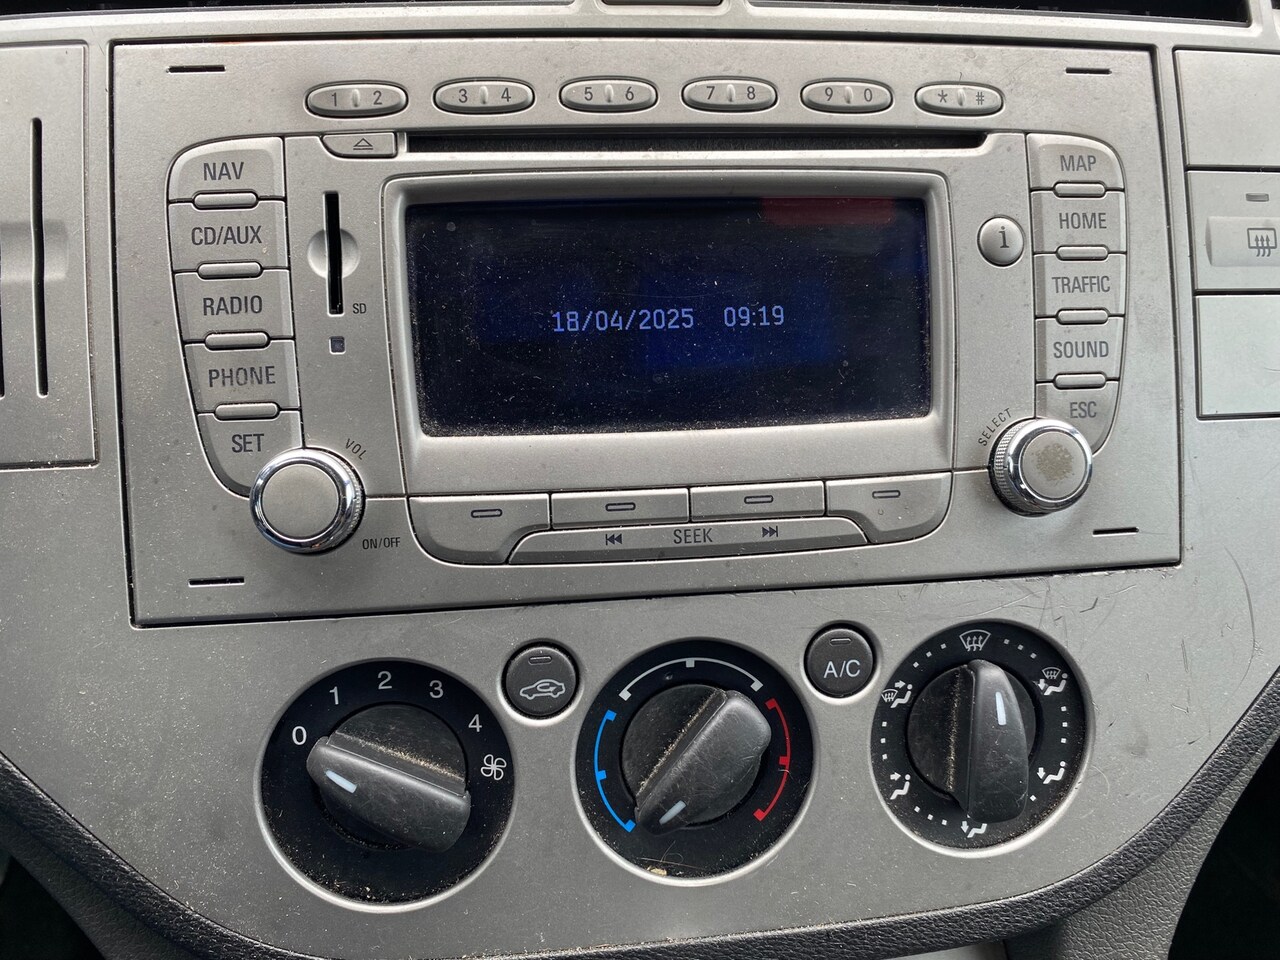 1 2 3 4 5 6 7 8 9 0 * #
NAV
CD/AUX
RADIO
PHONE
SET
SD
18/04/2025 09:19
i
MAP
HOME
TRAFFIC
SOUND
ESC
VOL
ON/OFF
SELECT
SEEK
0 1 2 3 4
A/C